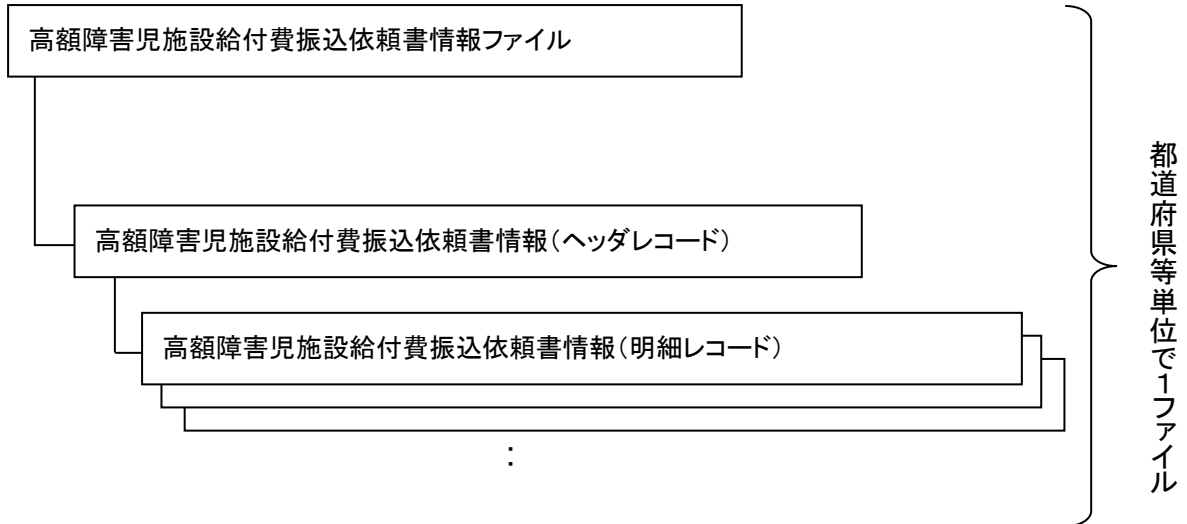 高額障害児施設給付費振込依頼書情報ファイル
高額障害児施設給付費振込依頼書情報（ヘッダレコード）
高額障害児施設給付費振込依頼書情報（明細レコード）
：
都道府県等単位で１ファイル